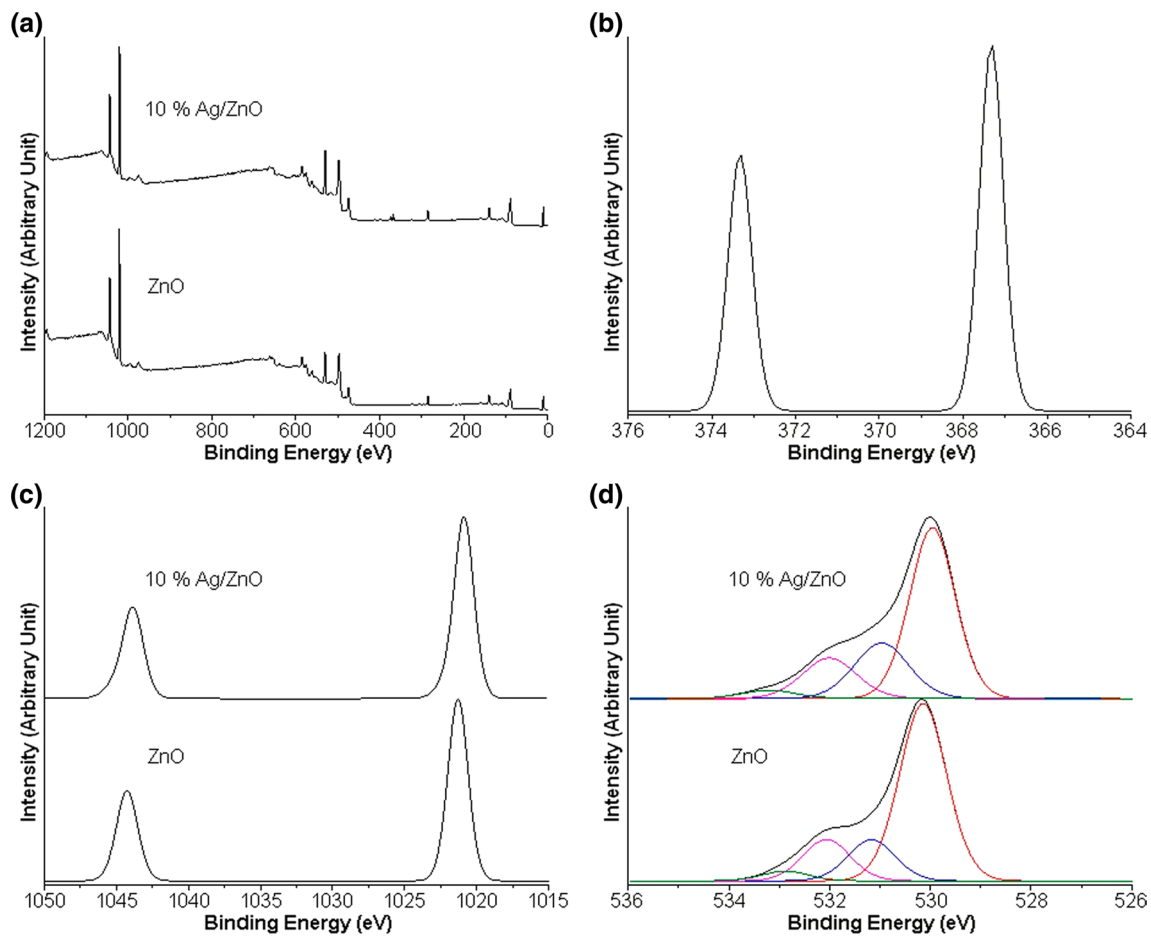 (a)
Intensity (Arbitrary Unit)
10 % Ag/ZnO
ZnO
1200 1000 800 600 400 200 0
Binding Energy (eV)
(b)
Intensity (Arbitrary Unit)
376 374 372 370 368 366 364
Binding Energy (eV)
(c)
Intensity (Arbitrary Unit)
10 % Ag/ZnO
ZnO
1050 1045 1040 1035 1030 1025 1020 1015
Binding Energy (eV)
(d)
Intensity (Arbitrary Unit)
10 % Ag/ZnO
ZnO
536 534 532 530 528 526
Binding Energy (eV)